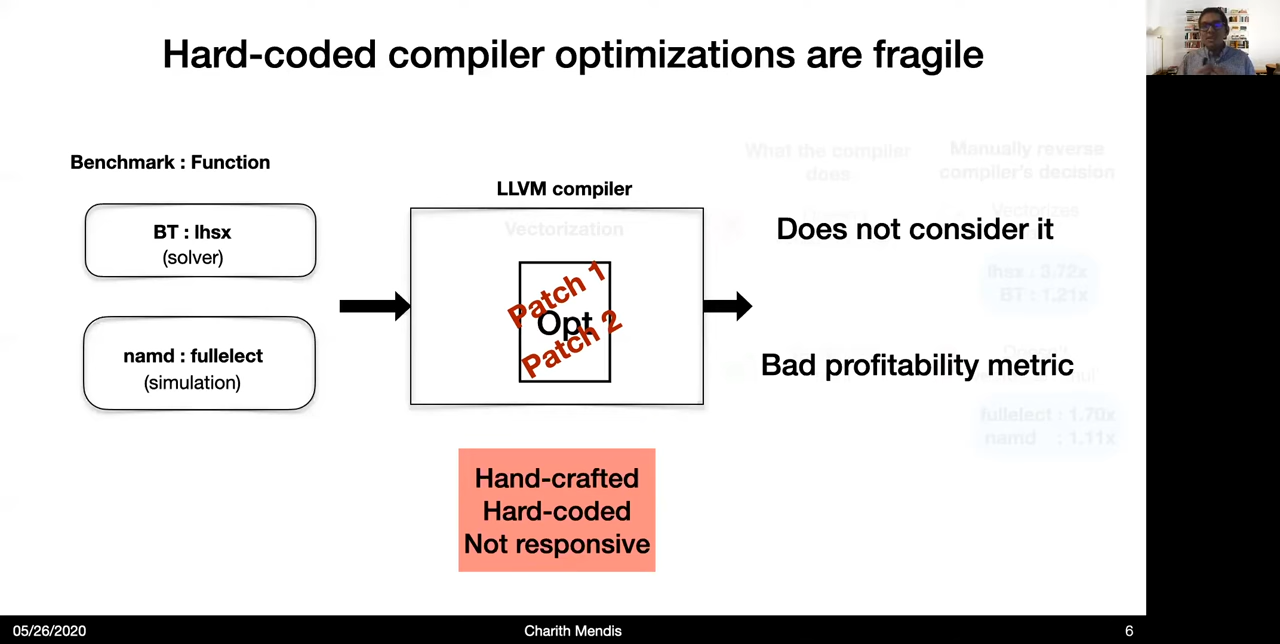 Hard-coded compiler optimizations are fragile
Benchmark : Function
BT : lhsx
(solver)
namd : fullelect
(simulation)
LLVM compiler
Vectorization
Patch 1
Opt
Patch 2
Hand-crafted
Hard-coded
Not responsive
What the compiler
does
Manually reverse
compiler's decision
Vectorizes
Does not consider it
lhsx : 3.72x
BT : 1.21x
Bad profitability metric
fullelect : 1.70x
namd : 1.11x
05/26/2020
Charith Mendis
6